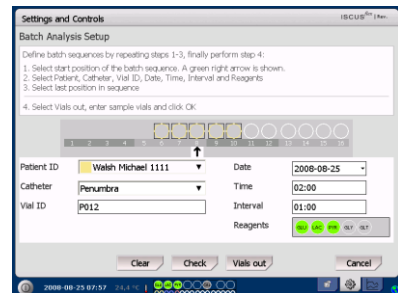 Settings and Controls
ISCUSflex | Rev.
Batch Analysis Setup
Define batch sequences by repeating steps 1-3, finally perform step 4:
1. Select start position of the batch sequence. A green right arrow is shown.
2. Select Patient, Catheter, Vial ID, Date, Time, Interval and Reagents
3. Select last position in sequence
4. Select Vials out, enter sample vials and click OK
1 2 3 4 5 6 7 8 9 10 11 12 13 14 15 16
Patient ID Walsh Michael 1111 Date 2008-08-25
Catheter Penumbra Time 02:00
Vial ID P012 Interval 01:00
Reagents GLU LAC PYR GLY GLT
Clear Check Vials out Cancel
2008-08-25 07:57 24,4 °C